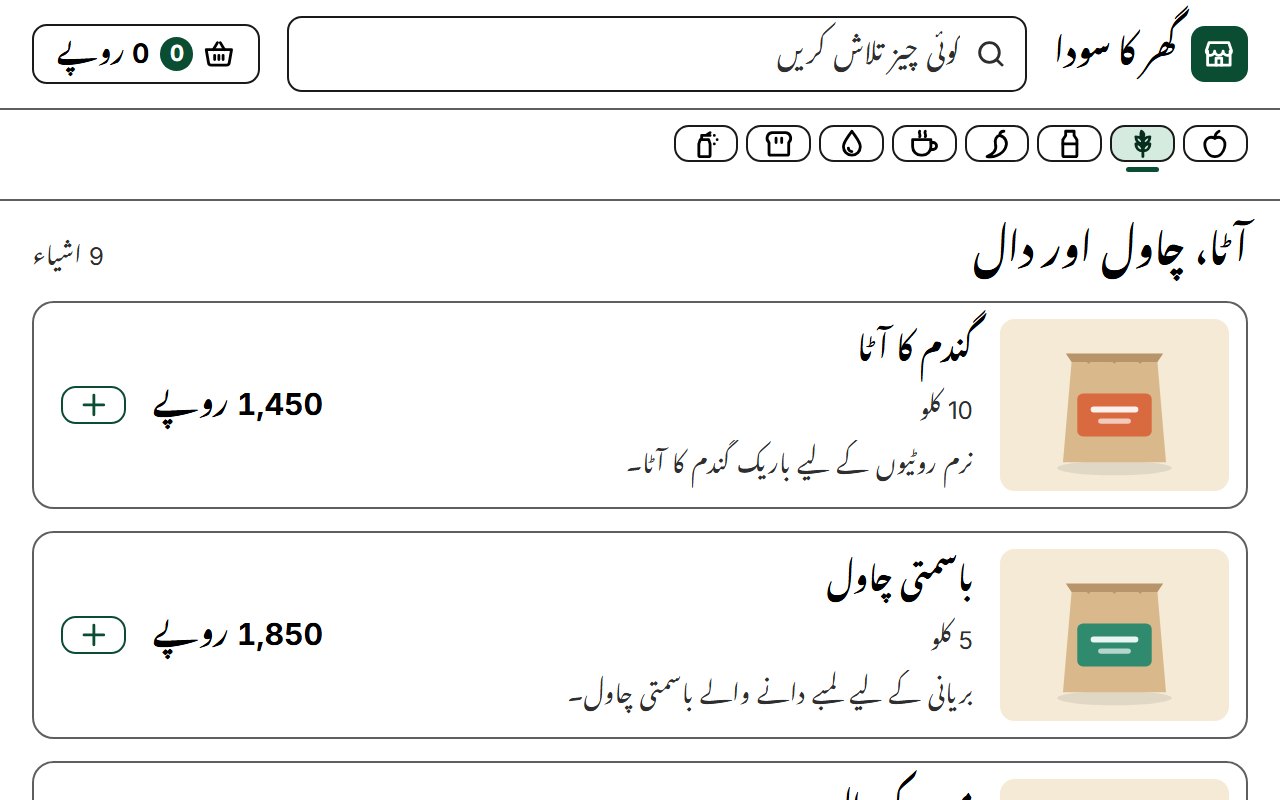 گھر کا سودا
کوئی چیز تلاش کریں
0
0 روپے
آٹا، چاول اور دال
9 اشیاء
گندم کا آٹا
10 کلو
نرم روٹیوں کے لیے باریک گندم کا آٹا۔
1,450 روپے
باسمتی چاول
5 کلو
بریانی کے لیے لمبے دانے والے باسمتی چاول۔
1,850 روپے